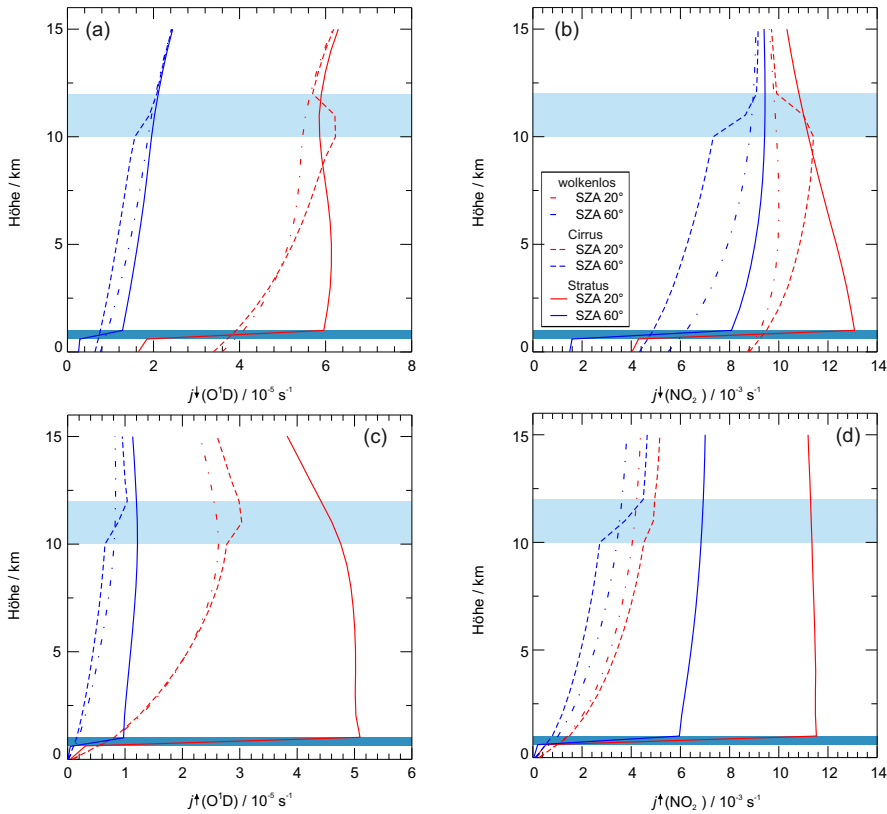 (a)
15
10
5
0
Höhe / km
0 2 4 6 8
j↓(O¹D) / 10⁻⁵ s⁻¹
(b)
15
10
5
0
Höhe / km
wolkenlos
SZA 20°
SZA 60°
Cirrus
SZA 20°
SZA 60°
Stratus
SZA 20°
SZA 60°
0 2 4 6 8 10 12 14
j↓(NO₂ ) / 10⁻³ s⁻¹
(c)
15
10
5
0
Höhe / km
0 1 2 3 4 5 6
j↑(O¹D) / 10⁻⁵ s⁻¹
(d)
15
10
5
0
Höhe / km
0 2 4 6 8 10 12 14
j↑(NO₂ ) / 10⁻³ s⁻¹